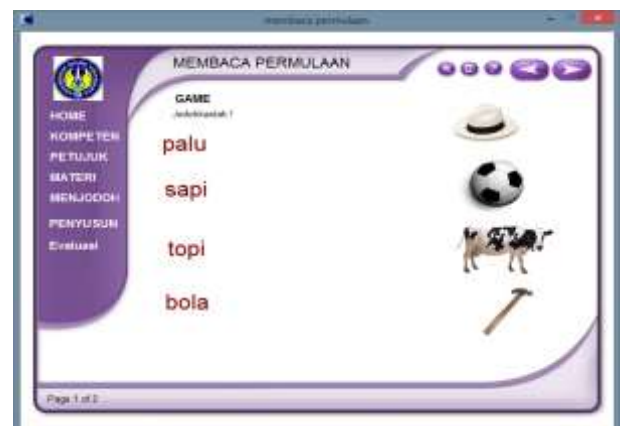 membaca permulaan
MEMBACA PERMULAAN
GAME
HOME
KOMPETEN
PETUJUK
MATERI
MENJODOH
PENYUSUN
Evaluasi
palu
sapi
topi
bola
Page 1 of 2